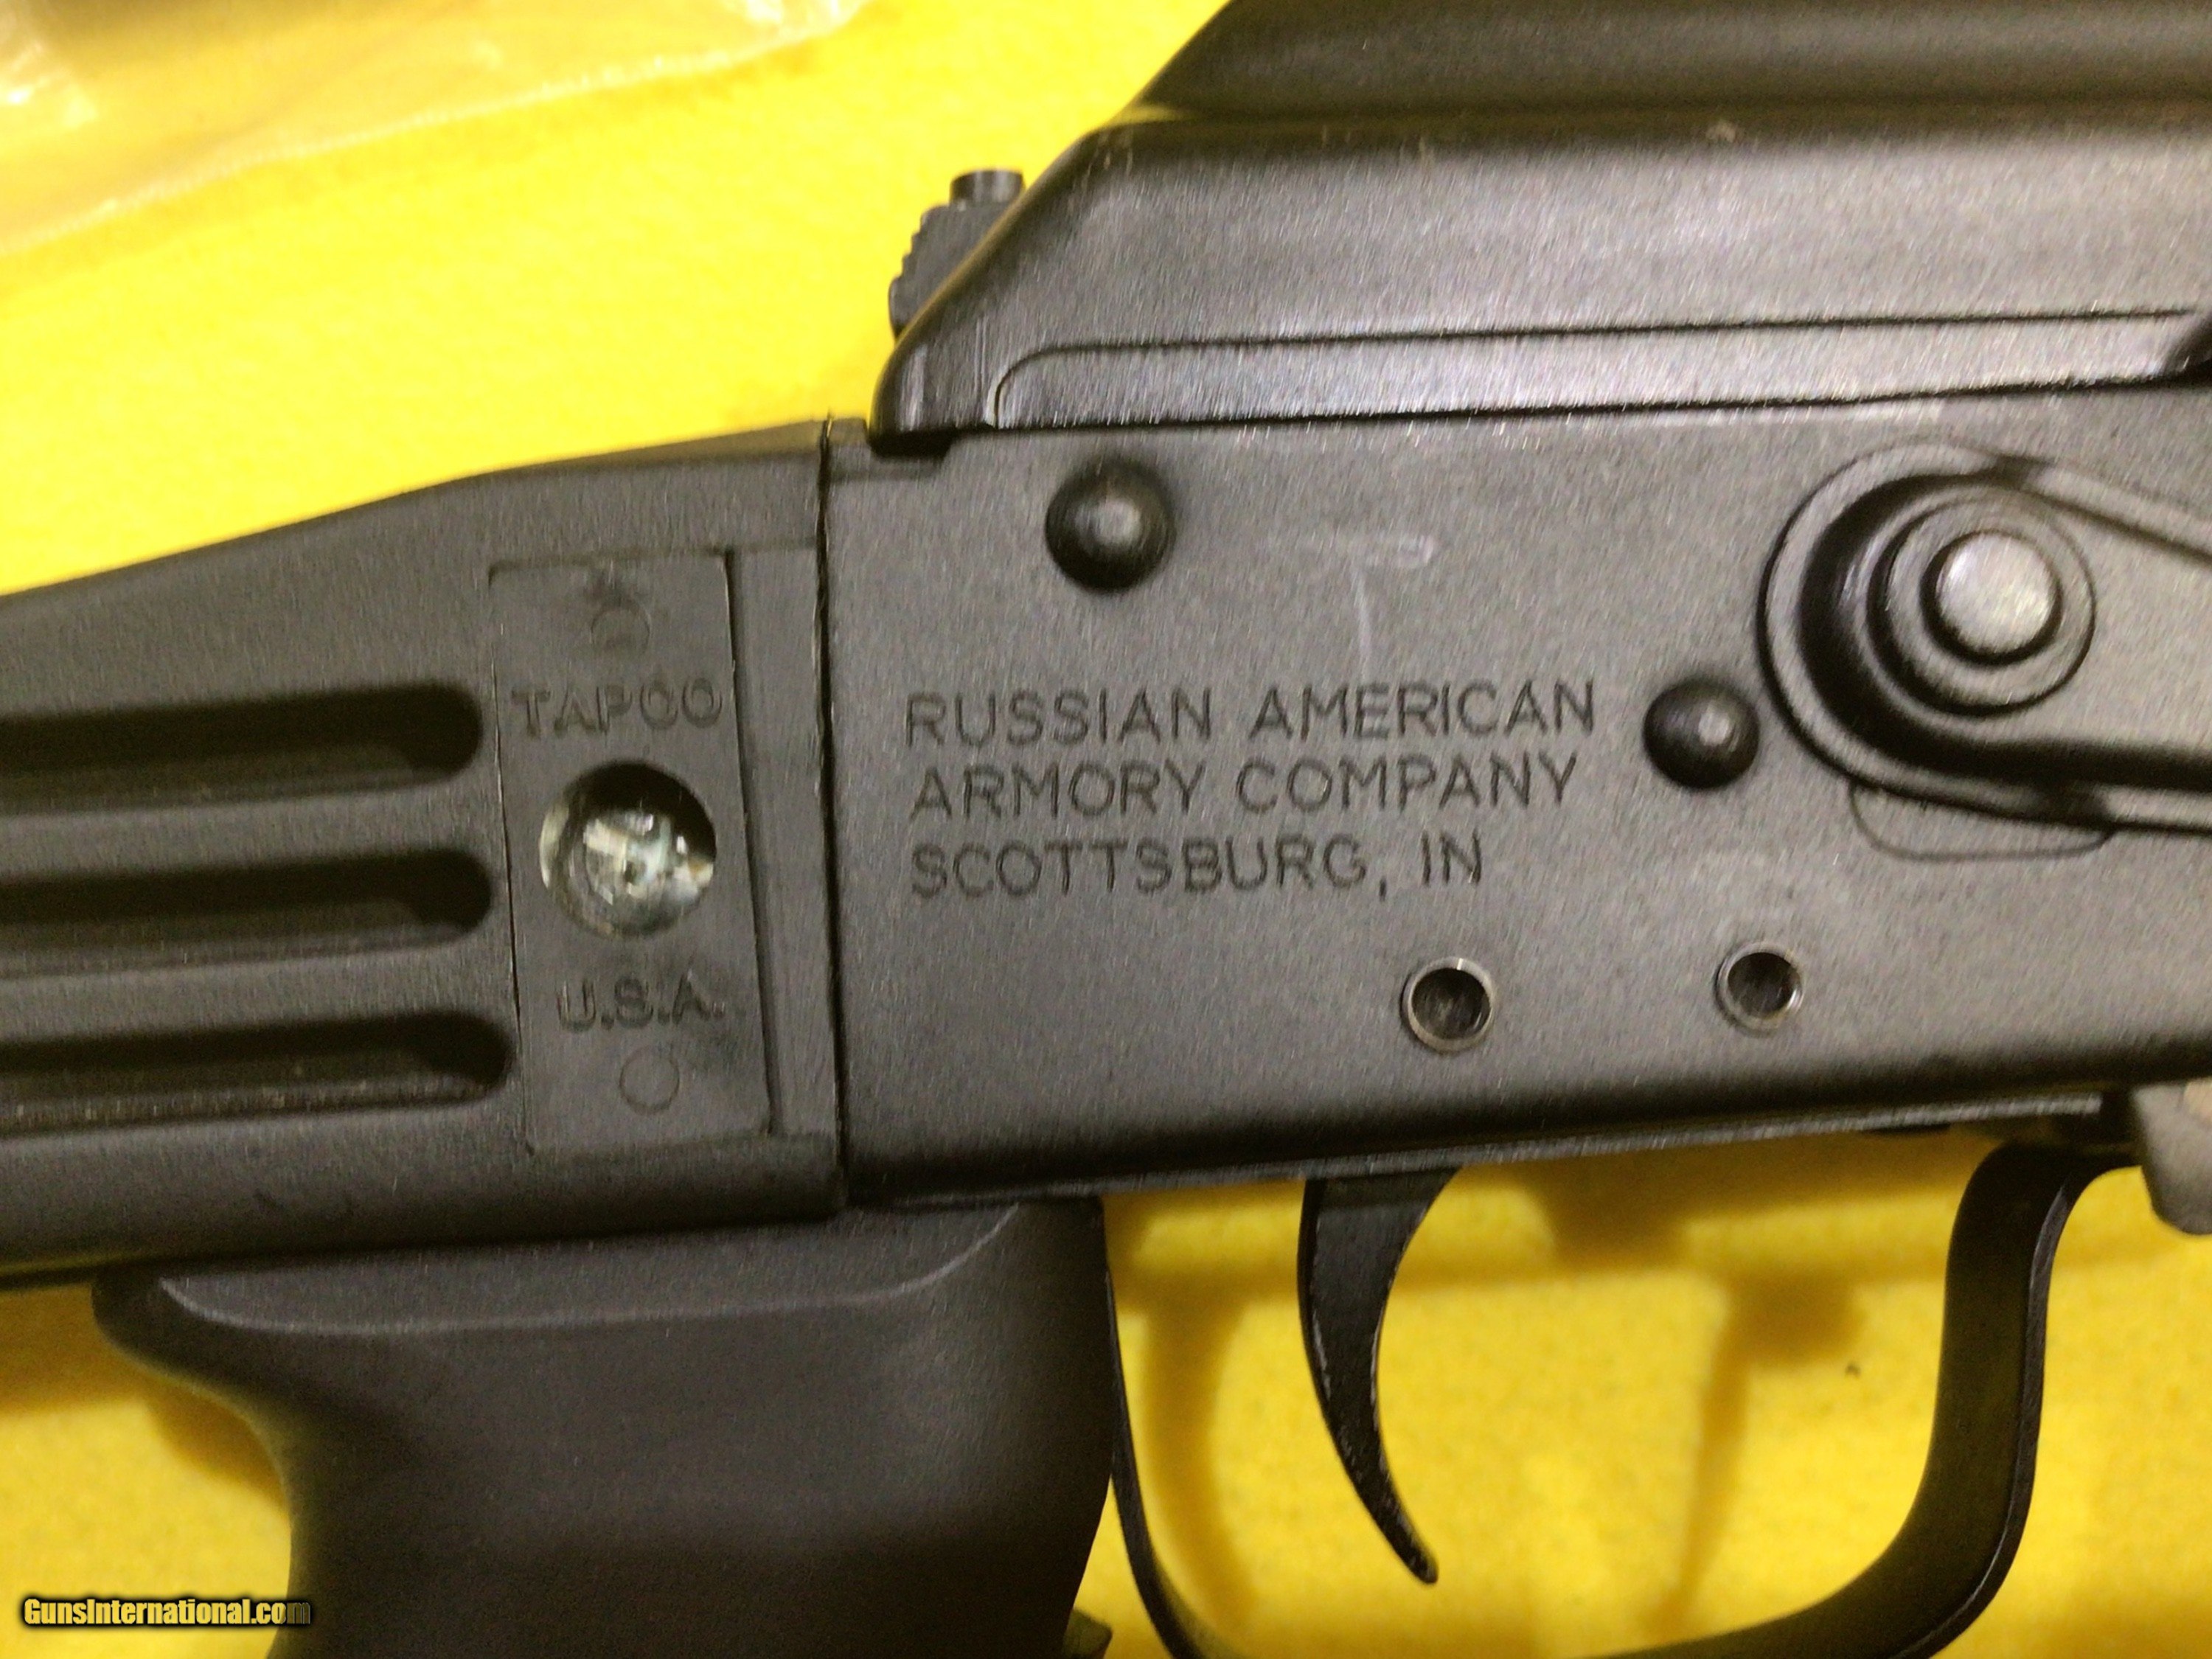 TAPCO
U.S.A.
RUSSIAN AMERICAN
ARMORY COMPANY
SCOTTSBURG, IN
GunsInternational.com